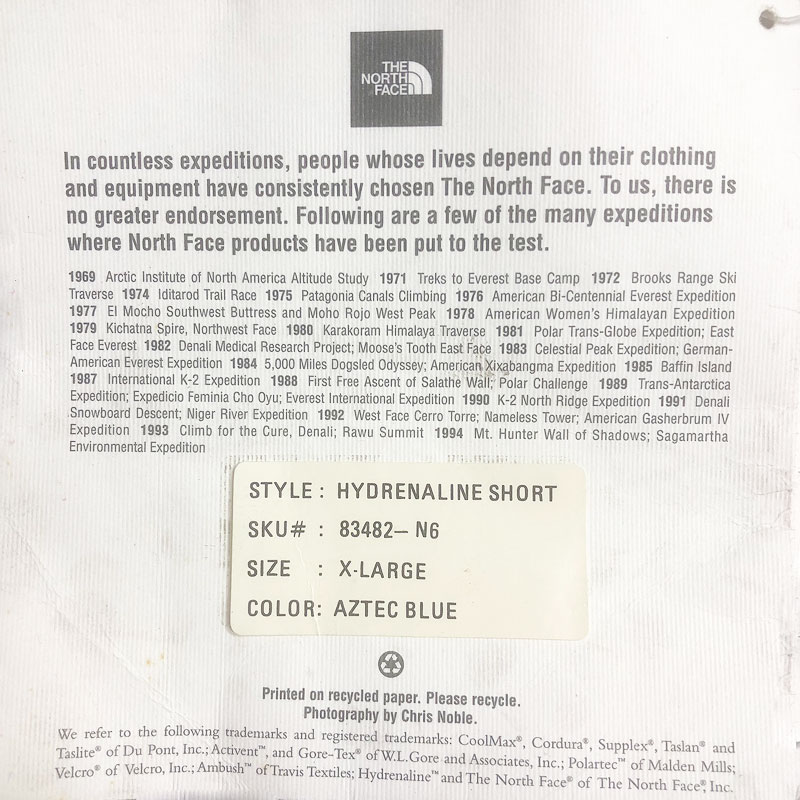 THE
NORTH
FACE
In countless expeditions, people whose lives depend on their clothing
and equipment have consistently chosen The North Face. To us, there is
no greater endorsement. Following are a few of the many expeditions
where North Face products have been put to the test.
1969 Arctic Institute of North America Altitude Study 1971 Treks to Everest Base Camp 1972 Brooks Range Ski
Traverse 1974 Iditarod Trail Race 1975 Patagonia Canals Climbing 1976 American Bi-Centennial Everest Expedition
1977 El Mocho Southwest Buttress and Moho Rojo West Peak 1978 American Women's Himalayan Expedition
1979 Kichatna Spire, Northwest Face 1980 Karakoram Himalaya Traverse 1981 Polar Trans-Globe Expedition; East
Face Everest 1982 Denali Medical Research Project; Moose's Tooth East Face 1983 Celestial Peak Expedition; German-
American Everest Expedition 1984 5,000 Miles Dogsled Odyssey; American Xixabangma Expedition 1985 Baffin Island
1987 International K-2 Expedition 1988 First Free Ascent of Salathe Wall; Polar Challenge 1989 Trans-Antarctica
Expedition; Expedicio Feminia Cho Oyu; Everest International Expedition 1990 K-2 North Ridge Expedition 1991 Denali
Snowboard Descent; Niger River Expedition 1992 West Face Cerro Torre; Nameless Tower; American Gasherbrum IV
Expedition 1993 Climb for the Cure, Denali; Rawu Summit 1994 Mt. Hunter Wall of Shadows; Sagamartha
Environmental Expedition
STYLE : HYDRENALINE SHORT
SKU# : 83482– N6
SIZE : X-LARGE
COLOR: AZTEC BLUE
Printed on recycled paper. Please recycle.
Photography by Chris Noble.
We refer to the following trademarks and registered trademarks: CoolMax®, Cordura®, Supplex®, Taslan® and
Taslite® of Du Pont, Inc.; Activent™, and Gore–Tex® of W.L.Gore and Associates, Inc.; Polartec™ of Malden Mills;
Velcro® of Velcro, Inc.; Ambush™ of Travis Textiles; Hydrenaline™ and The North Face® of The North Face®, Inc.